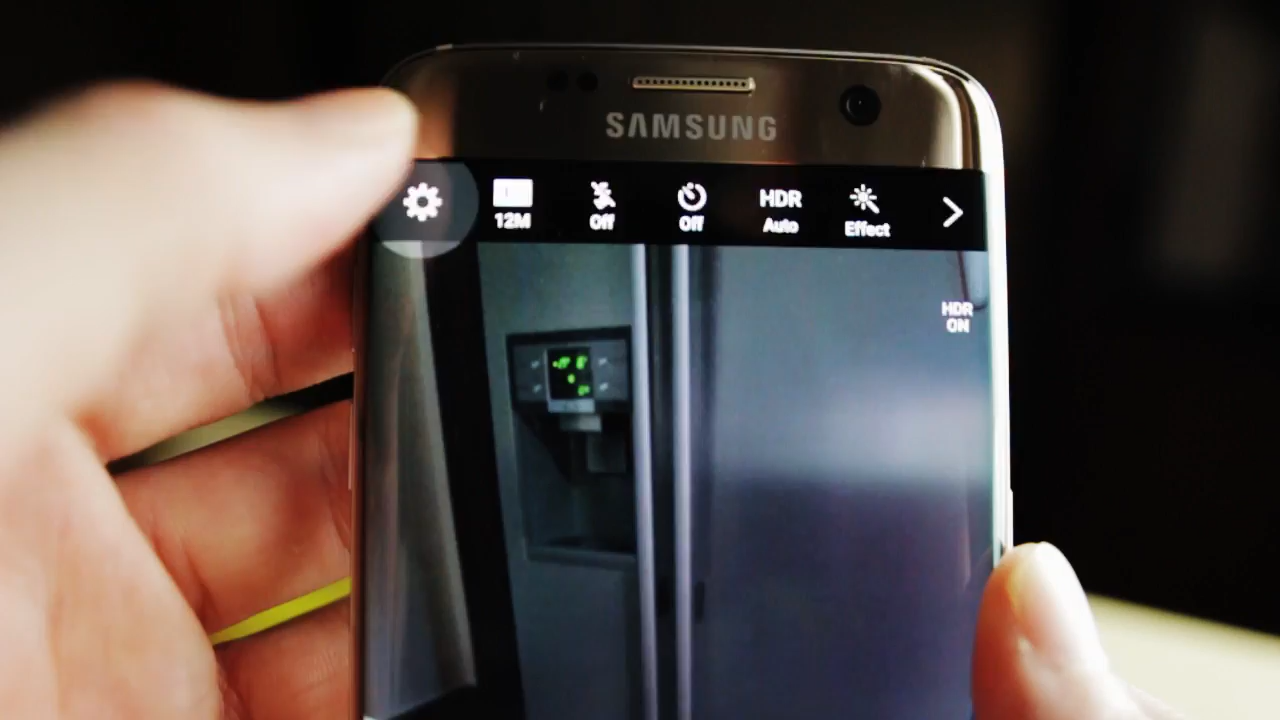 SAMSUNG
12M
Off
Off
HDR
Auto
Effect
HDR
ON